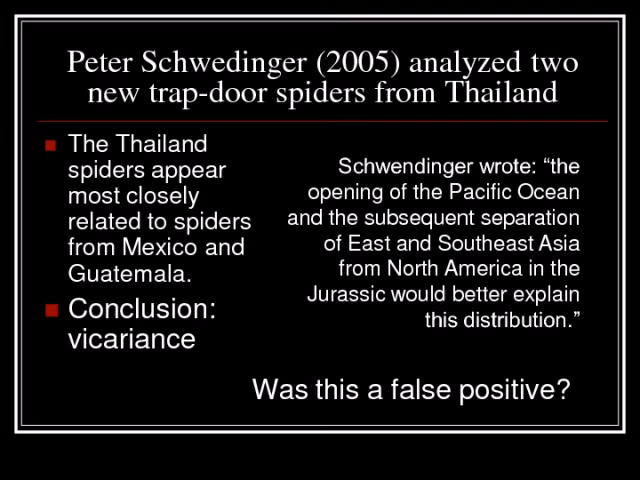 Peter Schwedinger (2005) analyzed two
new trap-door spiders from Thailand
The Thailand
spiders appear
most closely
related to spiders
from Mexico and
Guatemala.
Conclusion:
vicariance
Schwendinger wrote: “the
opening of the Pacific Ocean
and the subsequent separation
of East and Southeast Asia
from North America in the
Jurassic would better explain
this distribution.”
Was this a false positive?